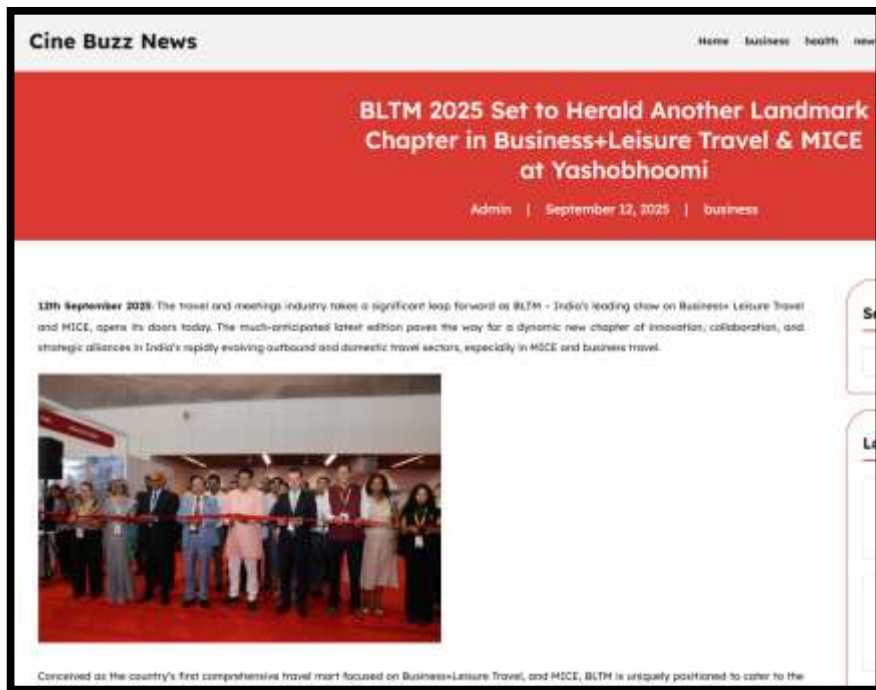 Cine Buzz News
Home business health new
BLTM 2025 Set to Herald Another Landmark
Chapter in Business+Leisure Travel & MICE
at Yashobhoomi
Admin | September 12, 2025 | business
12th September 2025: The travel and meetings industry takes a significant leap forward as BLTM – India's leading show on Business+ Leisure Travel
and MICE, opens its doors today. The much-anticipated latest edition paves the way for a dynamic new chapter of innovation, collaboration, and
strategic alliances in India's rapidly evolving outbound and domestic travel sectors, especially in MICE and business travel.
Conceived as the country's first comprehensive travel mart focused on Business+Leisure Travel, and MICE, BLTM is uniquely positioned to cater to the